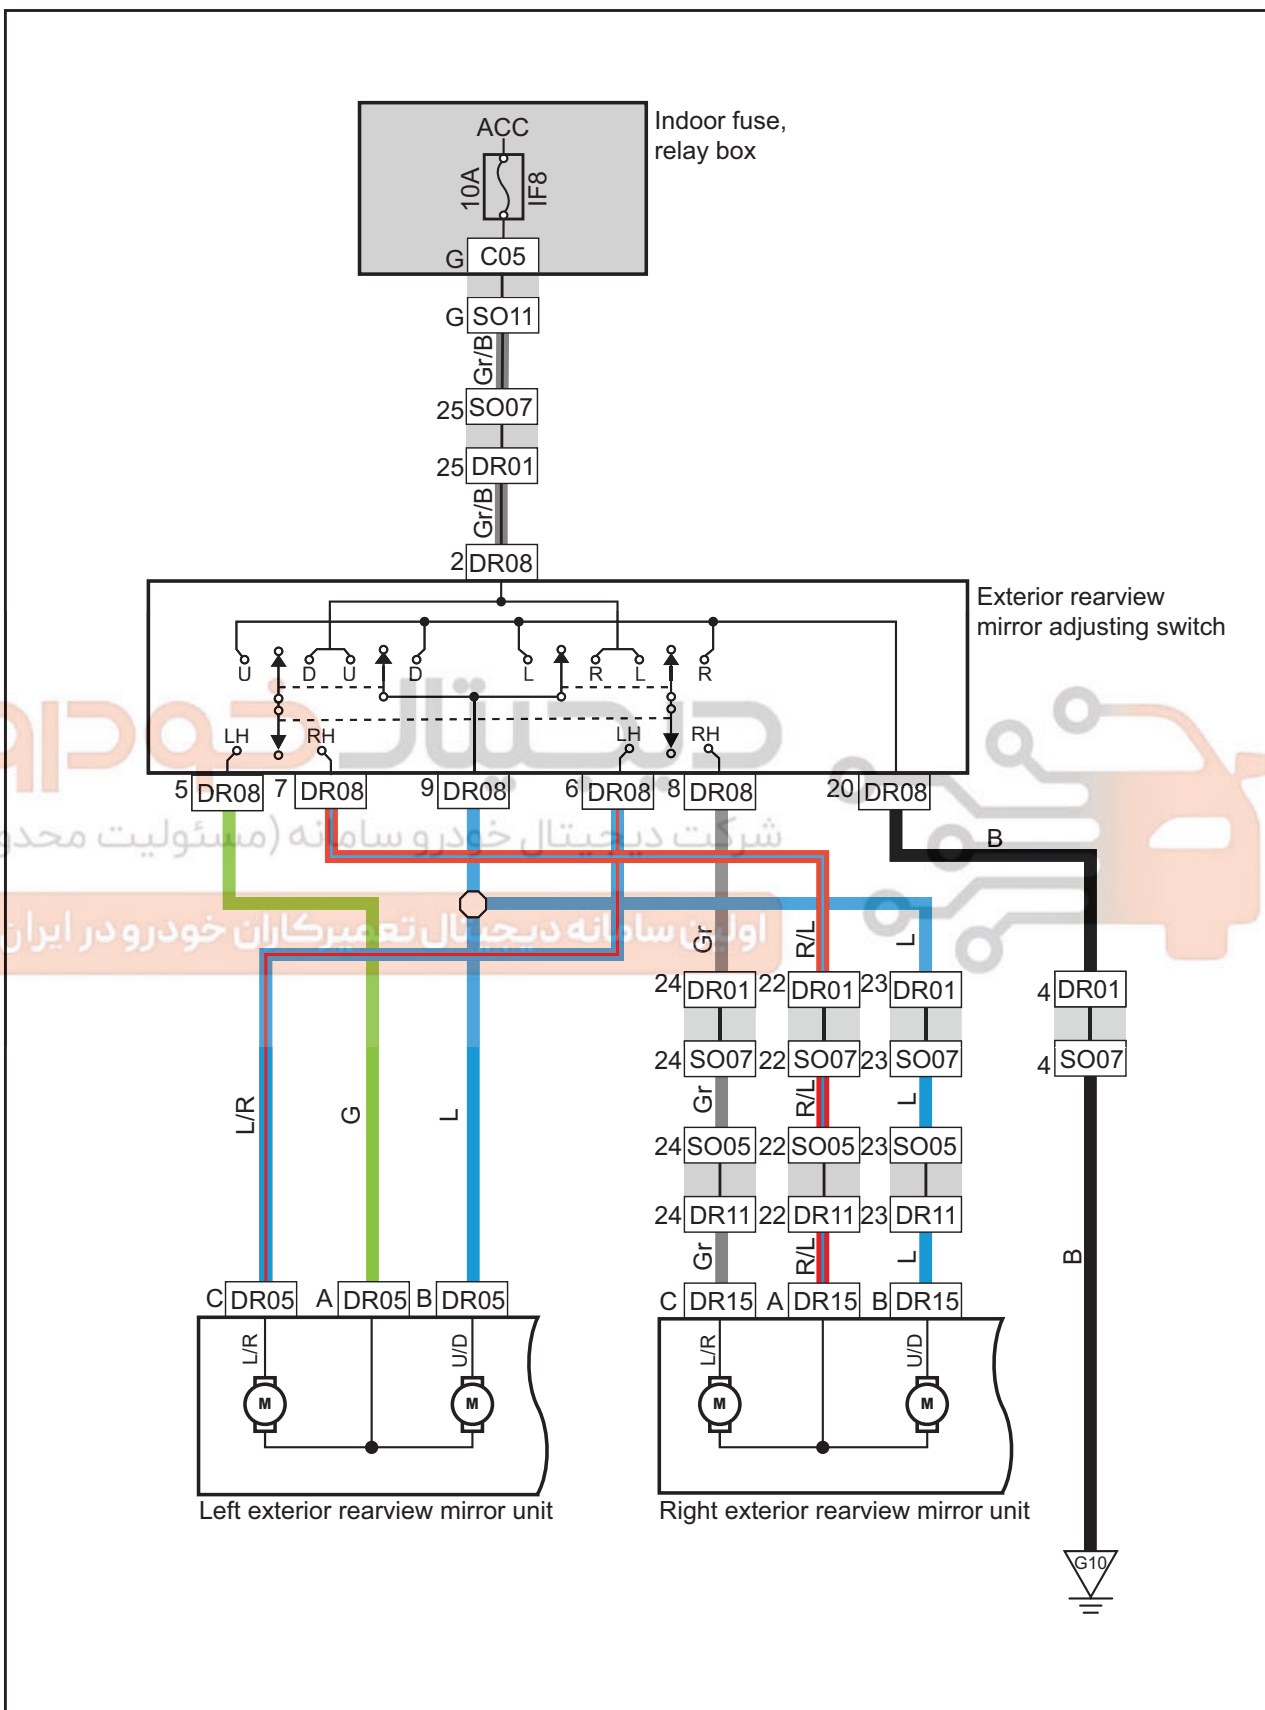 Indoor fuse,
relay box
ACC
10A
IF8
G C05
G SO11
Gr/B
25 SO07
25 DR01
Gr/B
2 DR08
Exterior rearview
mirror adjusting switch
U D U D L R L R
LH RH LH RH
5 DR08 7 DR08 9 DR08 6 DR08 8 DR08 20 DR08
دیجیتال خودرو
شرکت دیجیتال خودرو سامانه (مسئولیت محدو
B
اولین سامانه دیجیتال تعمیرکاران خودرو در ایران
Gr R/L L
24 DR01 22 DR01 23 DR01 4 DR01
24 SO07 22 SO07 23 SO07 4 SO07
L/R G L Gr R/L L
24 SO05 22 SO05 23 SO05
24 DR11 22 DR11 23 DR11
Gr R/L L B
C DR05 A DR05 B DR05 C DR15 A DR15 B DR15
L/R U/D L/R U/D
M M M M
Left exterior rearview mirror unit
Right exterior rearview mirror unit
G10